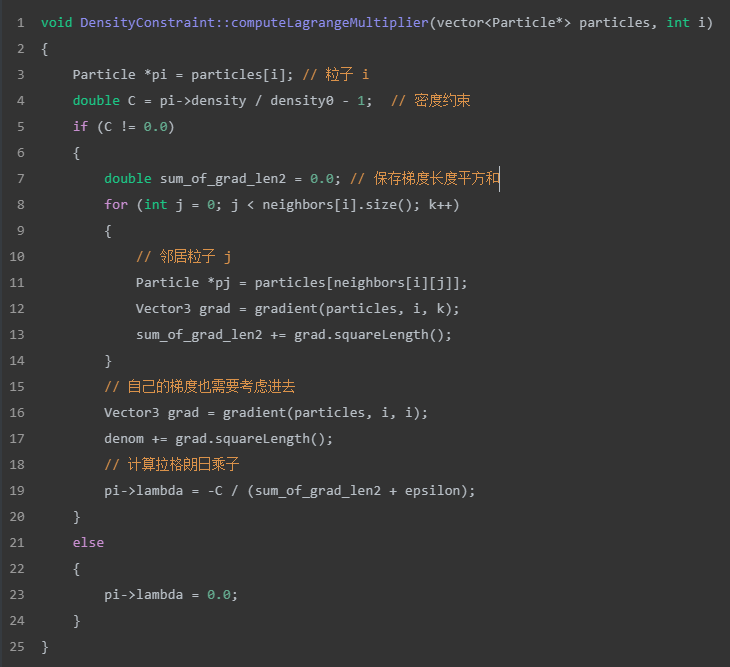 1 void DensityConstraint::computeLagrangeMultiplier(vector<Particle*> particles, int i)
2 {
3     Particle *pi = particles[i]; // 粒子 i
4     double C = pi->density / density0 - 1;  // 密度约束
5     if (C != 0.0)
6     {
7         double sum_of_grad_len2 = 0.0; // 保存梯度长度平方和
8         for (int j = 0; j < neighbors[i].size(); k++)
9         {
10             // 邻居粒子 j
11             Particle *pj = particles[neighbors[i][j]];
12             Vector3 grad = gradient(particles, i, k);
13             sum_of_grad_len2 += grad.squareLength();
14         }
15         // 自己的梯度也需要考虑进去
16         Vector3 grad = gradient(particles, i, i);
17         denom += grad.squareLength();
18         // 计算拉格朗日乘子
19         pi->lambda = -C / (sum_of_grad_len2 + epsilon);
20     }
21     else
22     {
23         pi->lambda = 0.0;
24     }
25 }